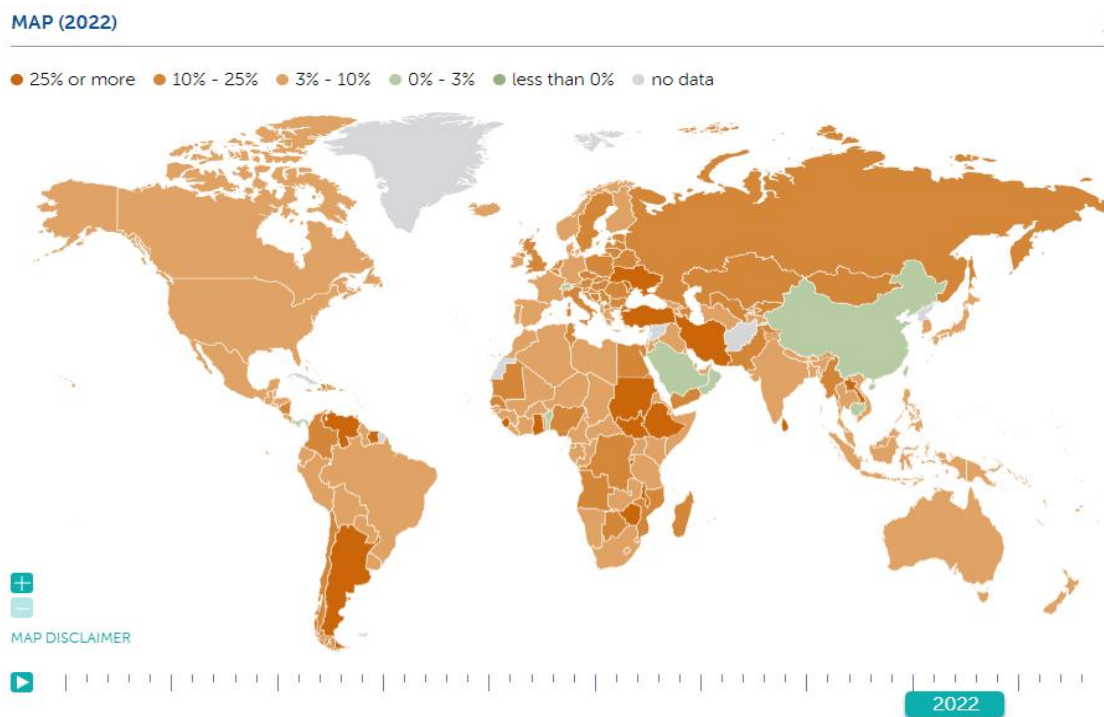 MAP (2022)
25% or more 10% - 25% 3% - 10% 0% - 3% less than 0% no data
MAP DISCLAIMER
2022